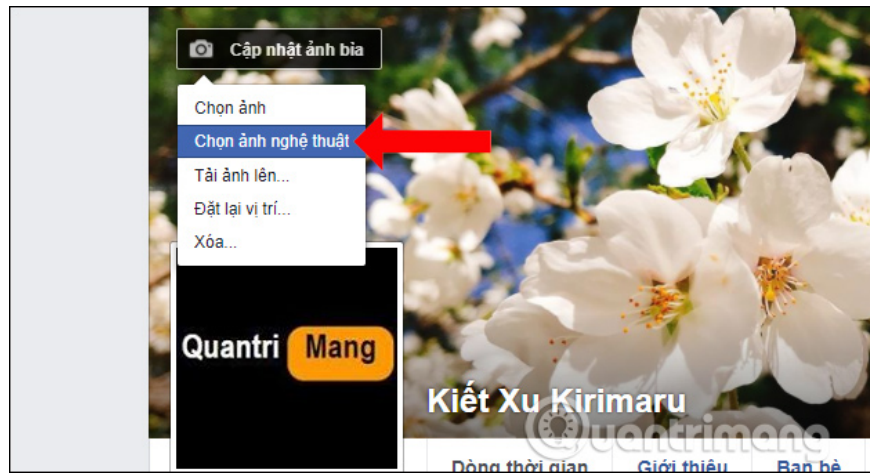 Cập nhật ảnh bìa
Chọn ảnh
Chọn ảnh nghệ thuật
Tải ảnh lên...
Đặt lại vị trí...
Xóa...
Quantri Mang
Kiết Xu Kirimaru
Quantrimang
Dòng thời gian Giới thiệu Bạn bè